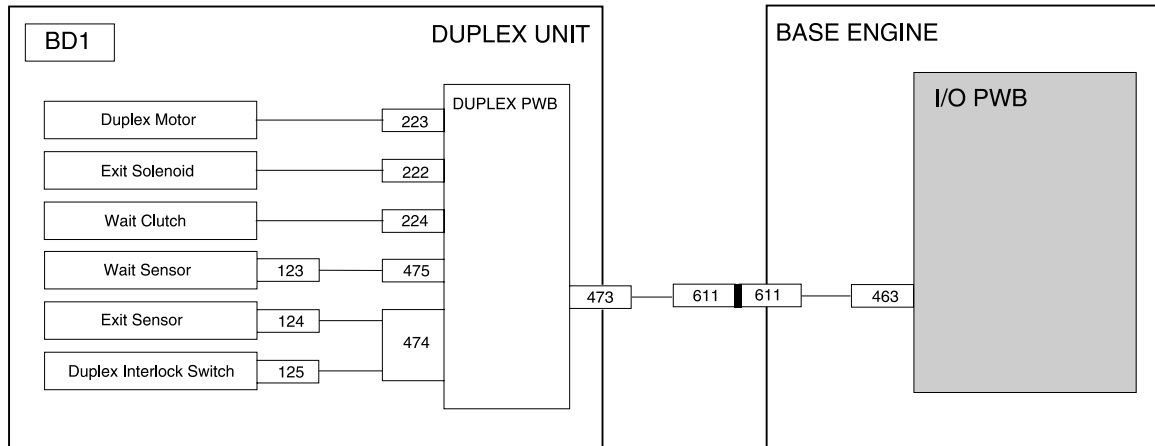 BD1
DUPLEX UNIT
BASE ENGINE
DUPLEX PWB
I/O PWB
Duplex Motor
223
Exit Solenoid
222
Wait Clutch
224
Wait Sensor
123
475
473
611
611
463
Exit Sensor
124
474
Duplex Interlock Switch
125